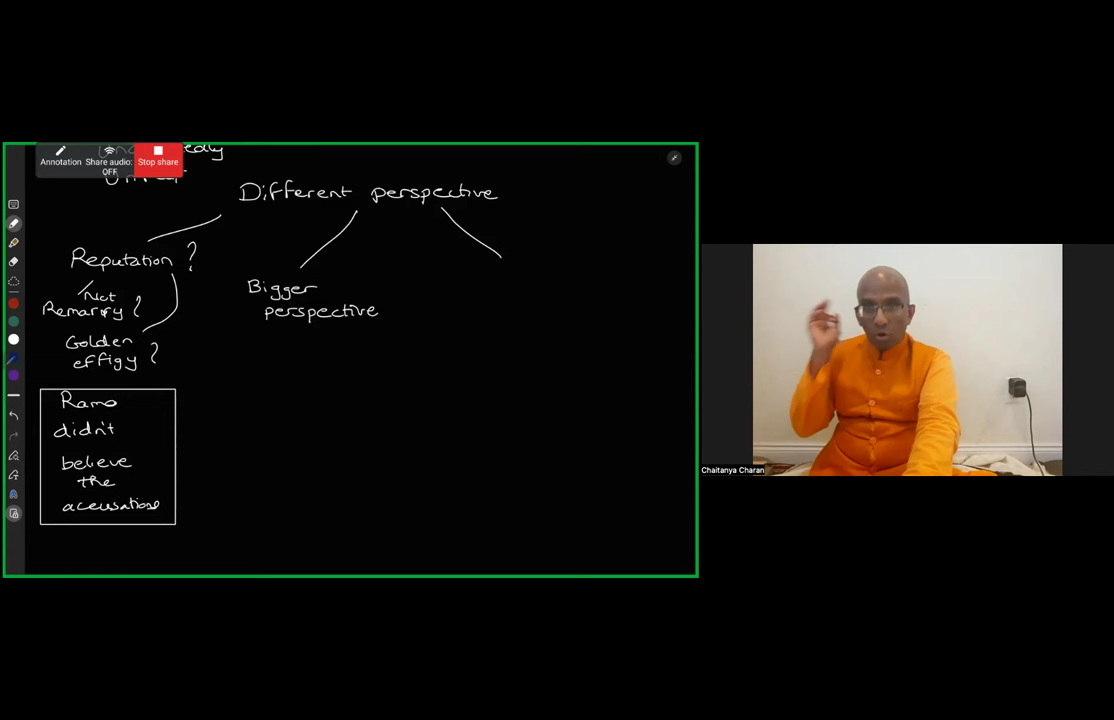 Annotation
Share audio:
OFF
Stop share
Different perspective
Reputation ?
Not
Remarry ?
Golden
effigy ?
Bigger
perspective
Rama
didn't
believe
the
accusations
Chaitanya Charan